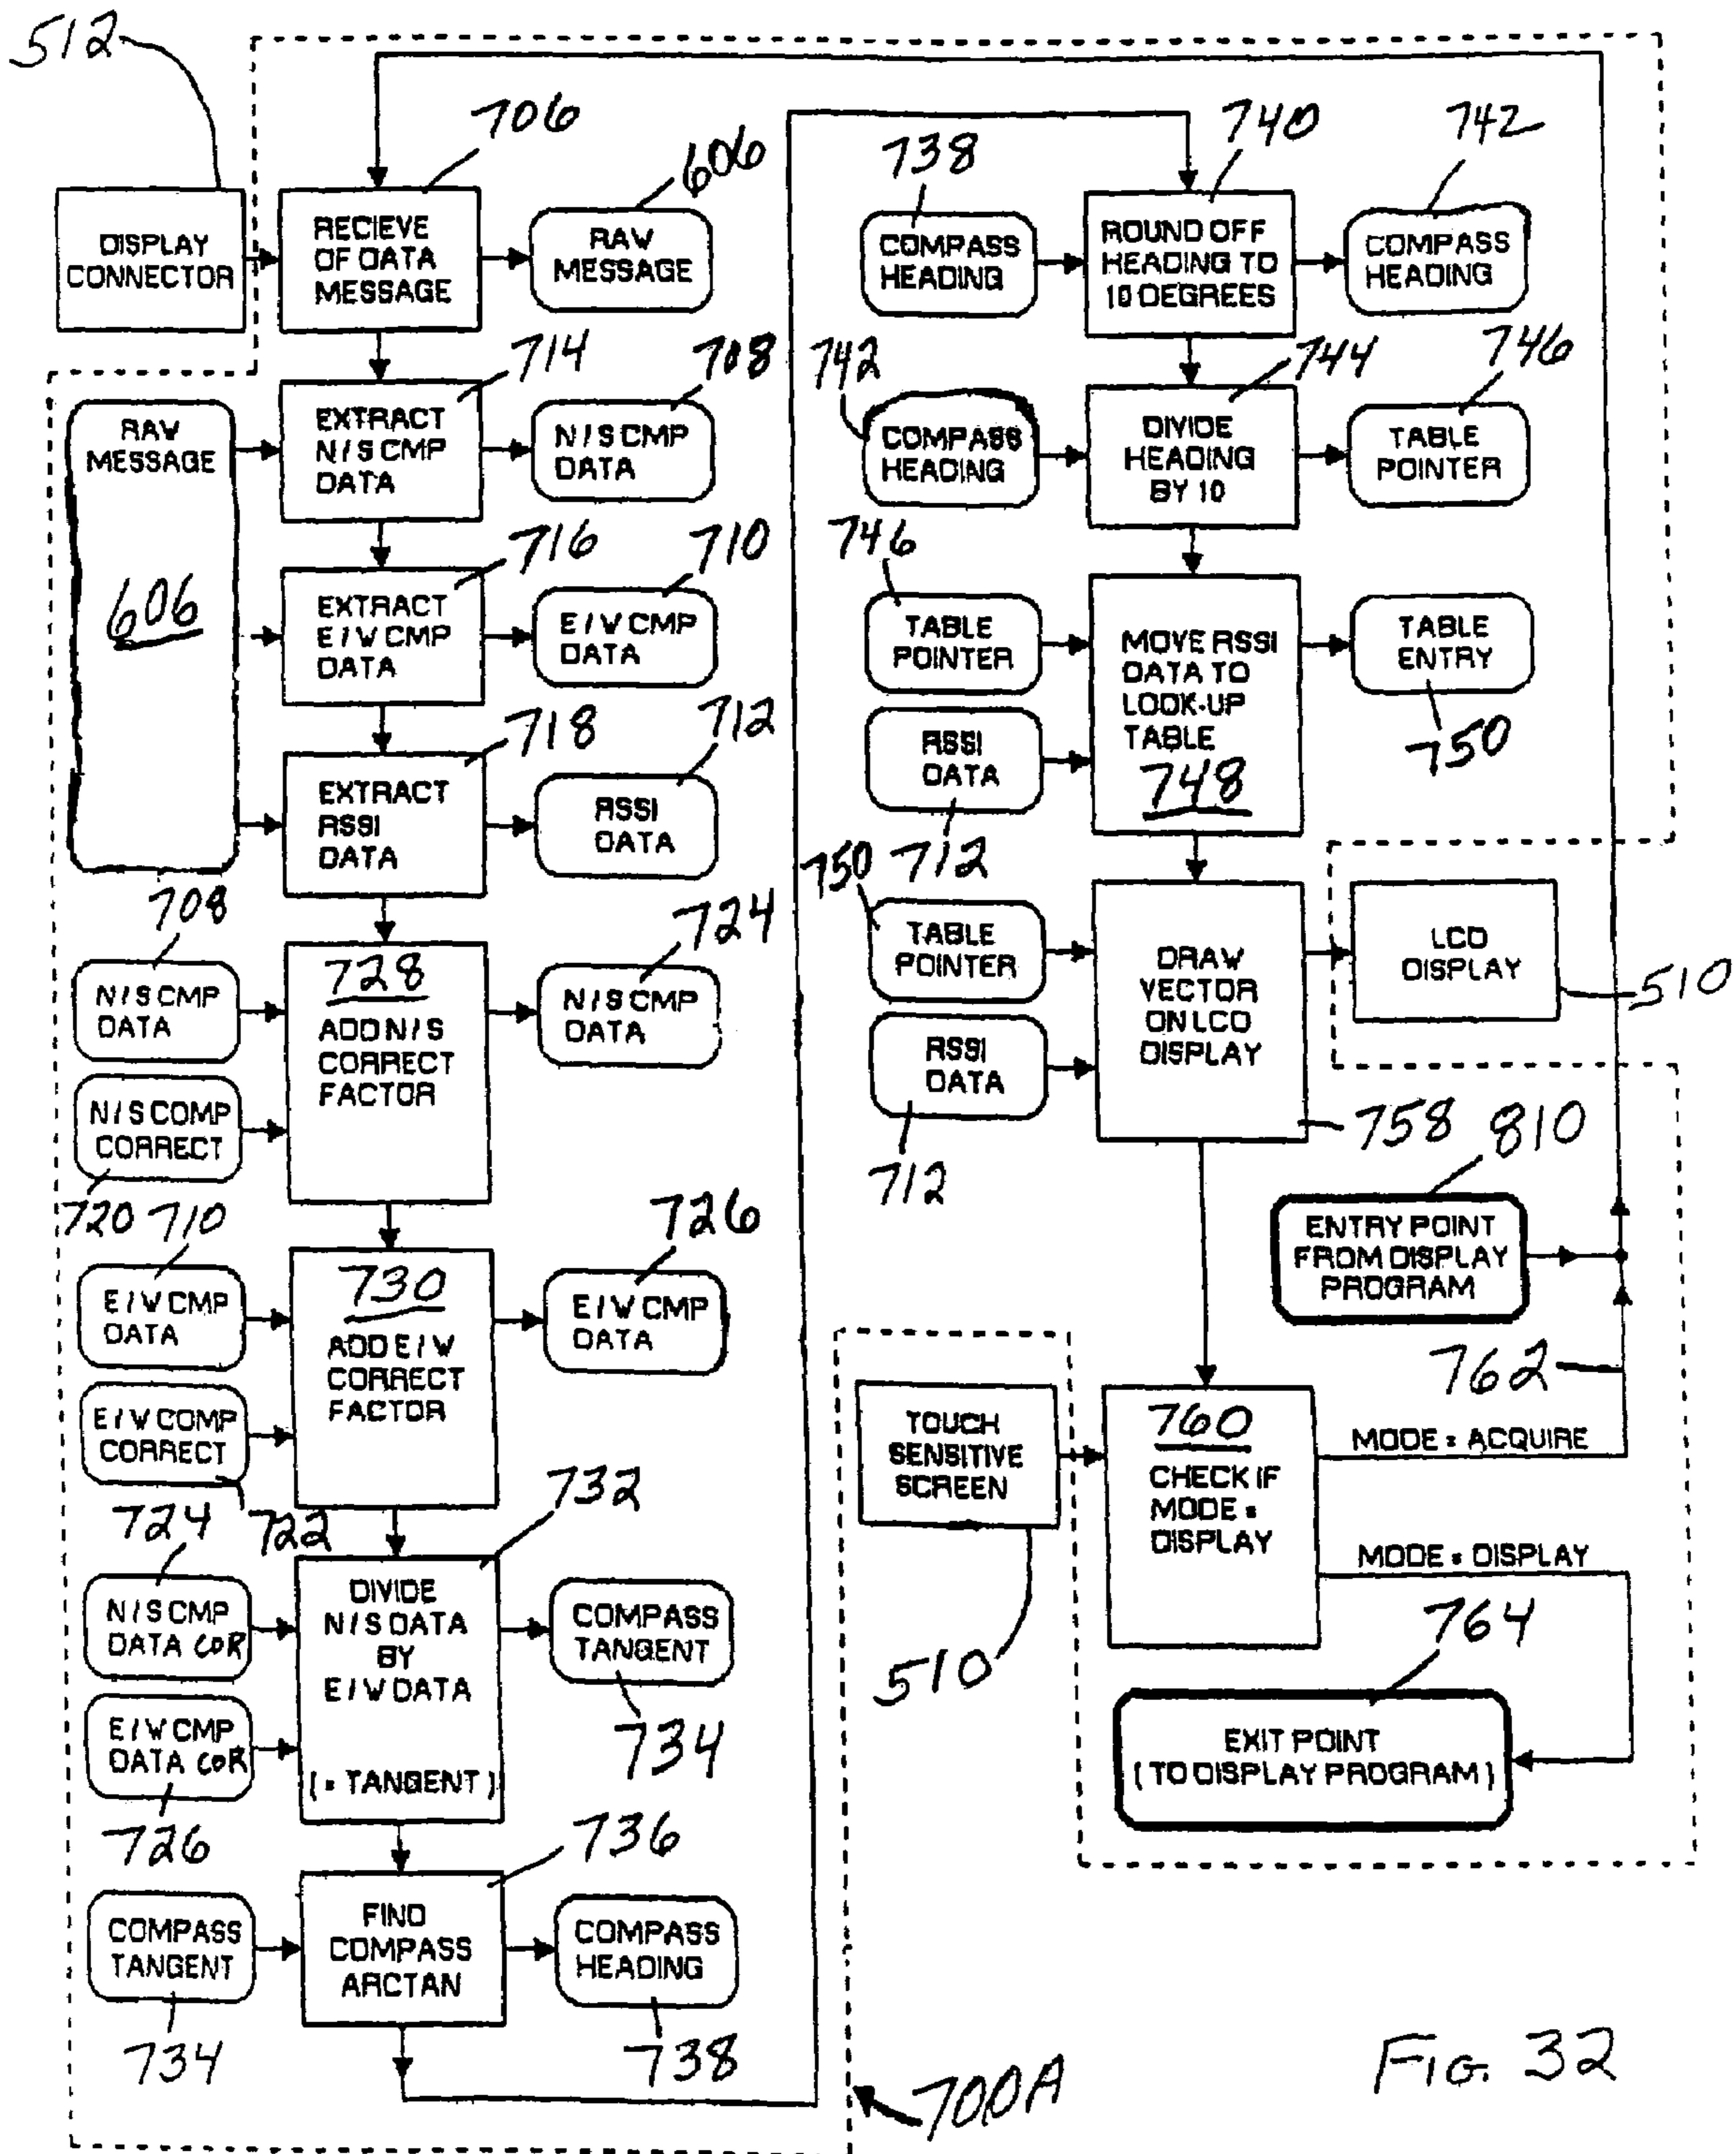 512
706
606
DISPLAY
CONNECTOR
RECIEVE
OF DATA
MESSAGE
RAW
MESSAGE
714
708
RAW
MESSAGE
606
EXTRACT
N/S CMP
DATA
N/S CMP
DATA
716
710
EXTRACT
E/W CMP
DATA
E/W CMP
DATA
718
712
EXTRACT
RSSI
DATA
RSSI
DATA
708
724
N/S CMP
DATA
728
ADD N/S
CORRECT
FACTOR
N/S CMP
DATA
N/S COMP
CORRECT
720
710
726
E/W CMP
DATA
730
ADD E/W
CORRECT
FACTOR
E/W CMP
DATA
E/W COMP
CORRECT
722
724
732
N/S CMP
DATA COR
DIVIDE
N/S DATA
BY
E/W DATA
(= TANGENT)
COMPASS
TANGENT
734
E/W CMP
DATA COR
726
736
COMPASS
TANGENT
734
FIND
COMPASS
ARCTAN
COMPASS
HEADING
738
738
740
742
COMPASS
HEADING
ROUND OFF
HEADING TO
10 DEGREES
COMPASS
HEADING
742
744
746
COMPASS
HEADING
DIVIDE
HEADING
BY 10
TABLE
POINTER
746
TABLE
POINTER
MOVE RSSI
DATA TO
LOOK-UP
TABLE
748
TABLE
ENTRY
750
RSSI
DATA
712
750
TABLE
POINTER
DRAW
VECTOR
ON LCD
DISPLAY
LCD
DISPLAY
510
RSSI
DATA
712
758
810
ENTRY POINT
FROM DISPLAY
PROGRAM
762
TOUCH
SENSITIVE
SCREEN
510
760
CHECK IF
MODE =
DISPLAY
MODE = ACQUIRE
MODE = DISPLAY
764
EXIT POINT
(TO DISPLAY PROGRAM)
700A
FIG. 32